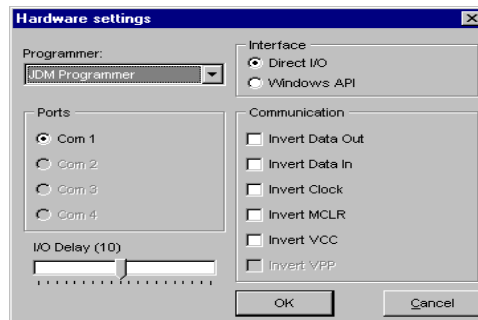 Hardware settings
Programmer:
JDM Programmer
Interface
Direct I/O
Windows API
Ports
Com 1
Com 2
Com 3
Com 4
I/O Delay (10)
Communication
Invert Data Out
Invert Data In
Invert Clock
Invert MCLR
Invert VCC
Invert VPP
OK
Cancel